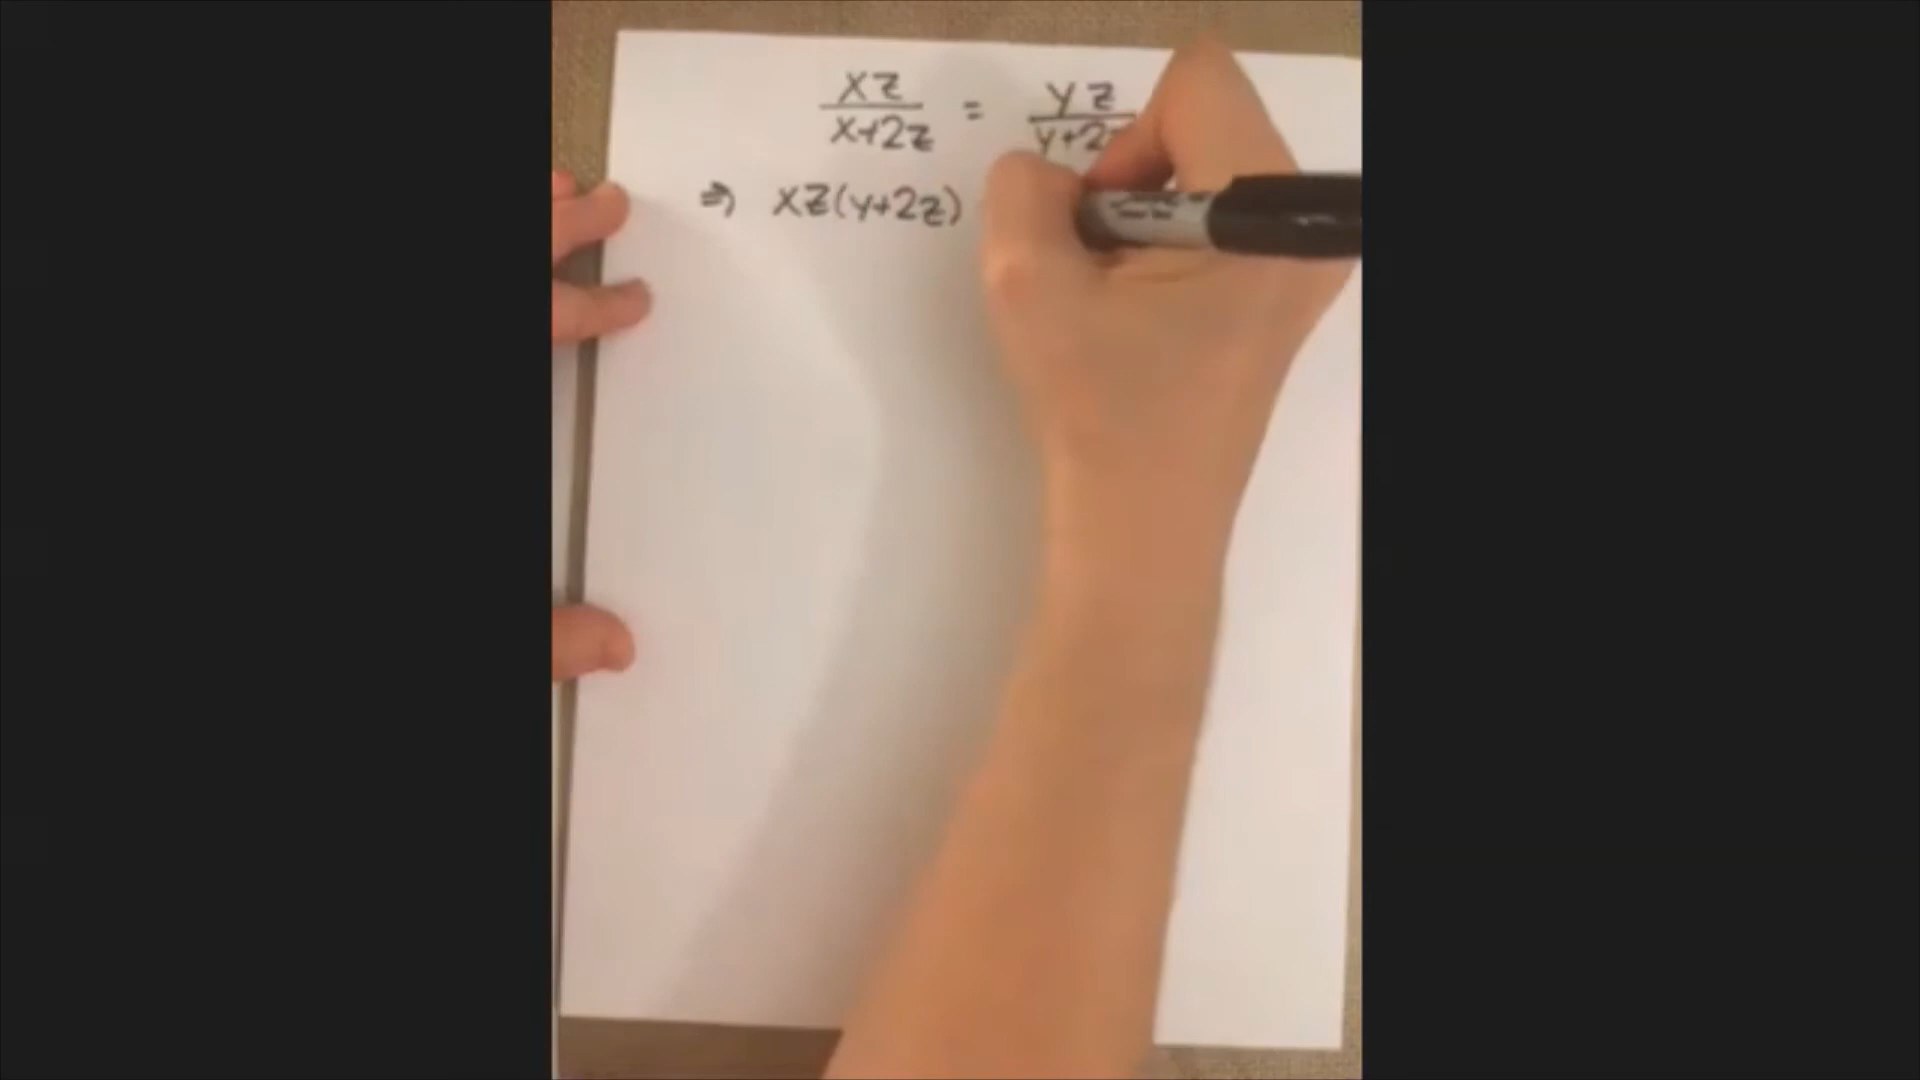 xz/x+2z = yz/y+2z
⇒ xz(y+2z)